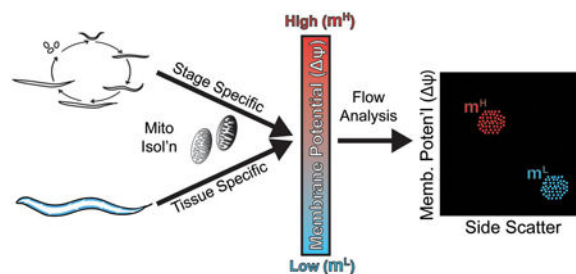 High (mᴴ)
Stage Specific
Mito
Isol'n
Tissue Specific
Membrane Potential (ΔΨ)
Low (mᴸ)
Flow
Analysis
Memb. Poten'l (ΔΨ)
mᴴ
mᴸ
Side Scatter